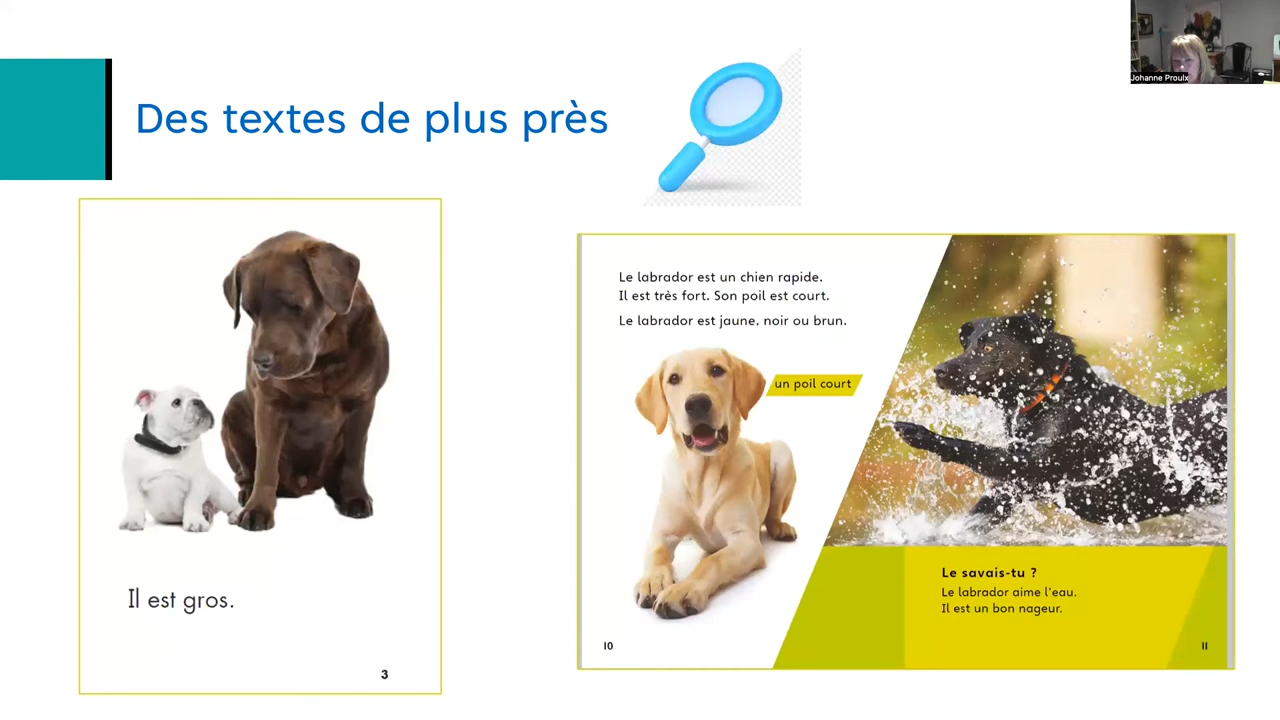 Johanne Proulx
Des textes de plus près
Il est gros.
3
Le labrador est un chien rapide.
Il est très fort. Son poil est court.
Le labrador est jaune, noir ou brun.
un poil court
10
Le savais-tu ?
Le labrador aime l'eau.
Il est un bon nageur.
11